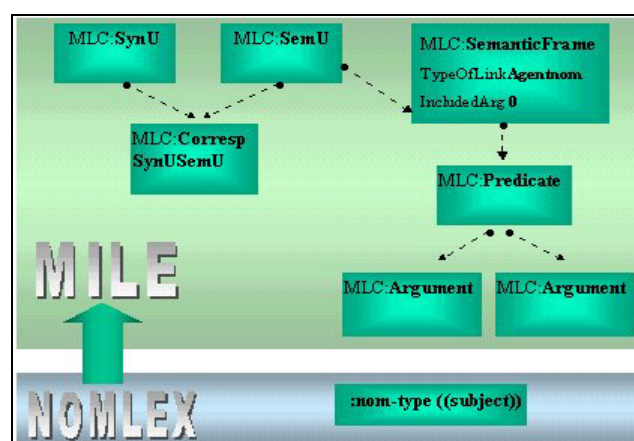 MLC:SynU
MLC:SemU
MLC:SemanticFrame
TypeOfLinkAgentnom
IncludedArg 0
MLC:Corresp
SynUSemU
MLC:Predicate
MLC:Argument
MLC:Argument
MILE
NOMLEX
:nom-type ((subject))